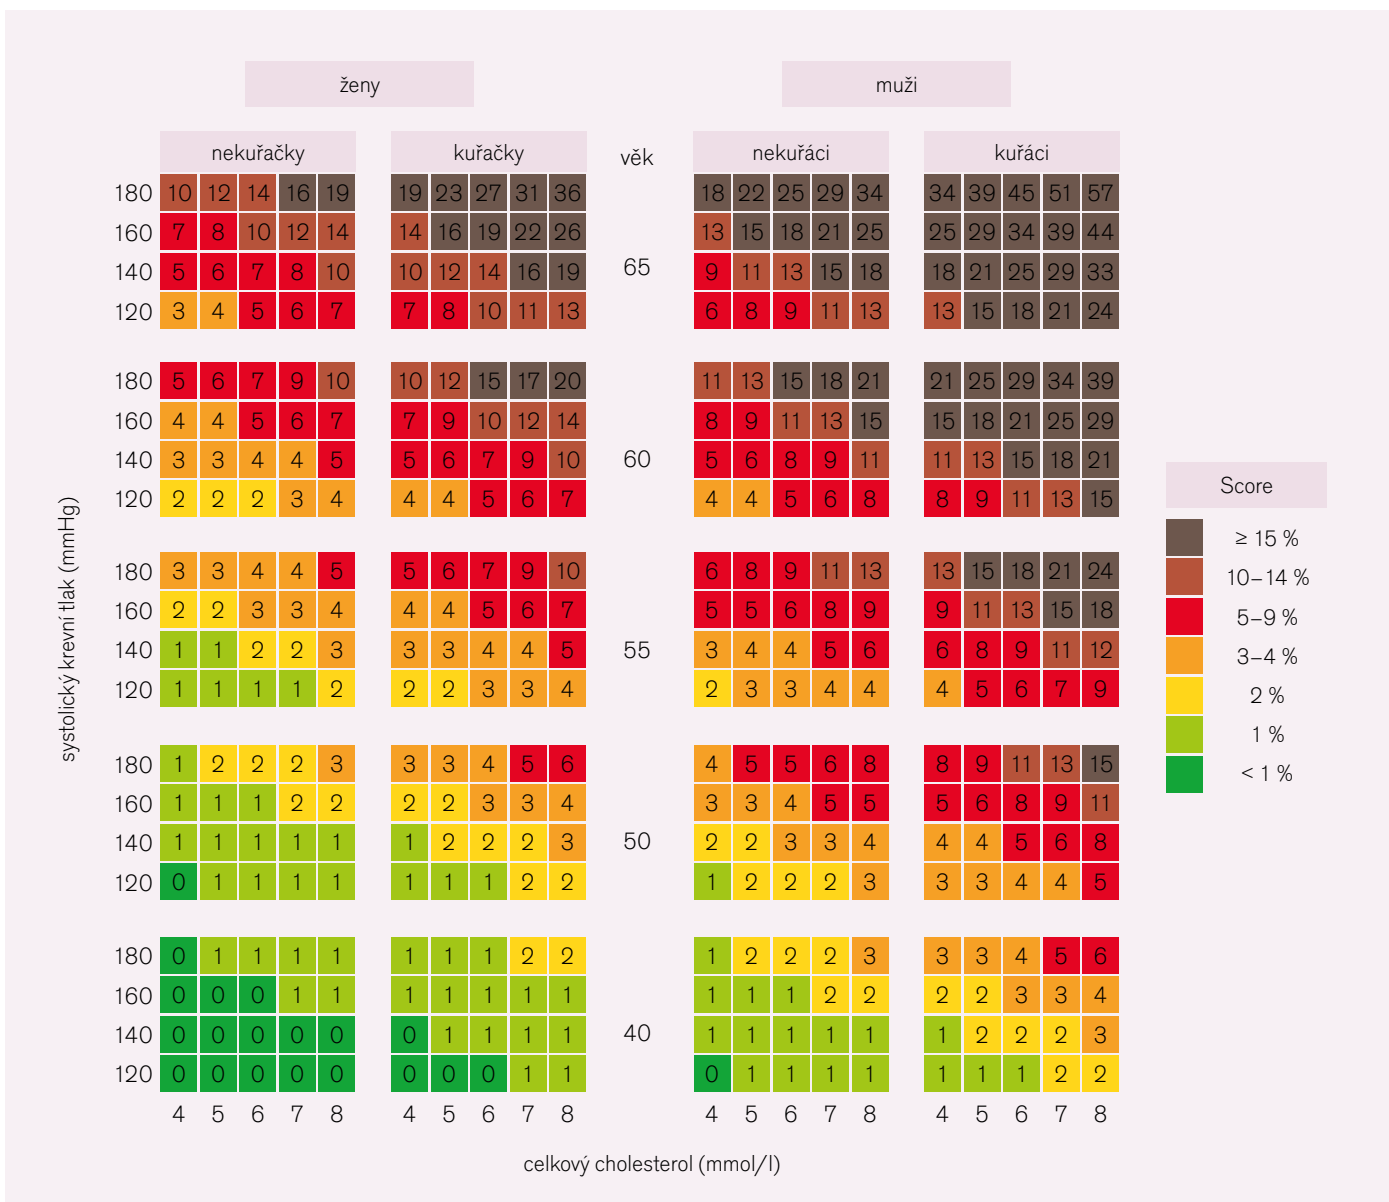 ženy muži
nekuřačky kuřačky věk nekuřáci kuřáci
180 10 12 14 16 19 19 23 27 31 36 18 22 25 29 34 34 39 45 51 57
160 7 8 10 12 14 14 16 19 22 26 13 15 18 21 25 25 29 34 39 44
140 5 6 7 8 10 10 12 14 16 19 65 9 11 13 15 18 18 21 25 29 33
120 3 4 5 6 7 7 8 10 11 13 6 8 9 11 13 13 15 18 21 24
180 5 6 7 9 10 10 12 15 17 20 11 13 15 18 21 21 25 29 34 39
160 4 4 5 6 7 7 9 10 12 14 8 9 11 13 15 15 18 21 25 29
140 3 3 4 4 5 5 6 7 9 10 60 5 6 8 9 11 11 13 15 18 21
120 2 2 2 3 4 4 4 5 6 7 4 4 5 6 8 8 9 11 13 15
180 3 3 4 4 5 5 6 7 9 10 6 8 9 11 13 13 15 18 21 24
160 2 2 3 3 4 4 4 5 6 7 5 5 6 8 9 9 11 13 15 18
140 1 1 2 2 3 3 3 4 4 5 55 3 4 4 5 6 6 8 9 11 12
120 1 1 1 1 2 2 2 3 3 4 2 3 3 4 4 4 5 6 7 9
180 1 2 2 2 3 3 3 4 5 6 4 5 5 6 8 8 9 11 13 15
160 1 1 1 2 2 2 2 3 3 4 3 3 4 5 5 5 6 8 9 11
140 1 1 1 1 1 1 2 2 2 3 50 2 2 3 3 4 4 4 5 6 8
120 0 1 1 1 1 1 1 1 2 2 1 2 2 2 3 3 3 4 4 5
180 0 1 1 1 1 1 1 1 2 2 1 2 2 2 3 3 3 4 5 6
160 0 0 0 1 1 1 1 1 1 1 1 1 1 2 2 2 2 3 3 4
140 0 0 0 0 0 0 1 1 1 1 40 1 1 1 1 1 1 2 2 2 3
120 0 0 0 0 0 0 0 0 1 1 0 1 1 1 1 1 1 1 2 2
4 5 6 7 8 4 5 6 7 8 4 5 6 7 8 4 5 6 7 8
celkový cholesterol (mmol/l)
systolický krevní tlak (mmHg)
Score
≥ 15 %
10–14 %
5–9 %
3–4 %
2 %
1 %
< 1 %